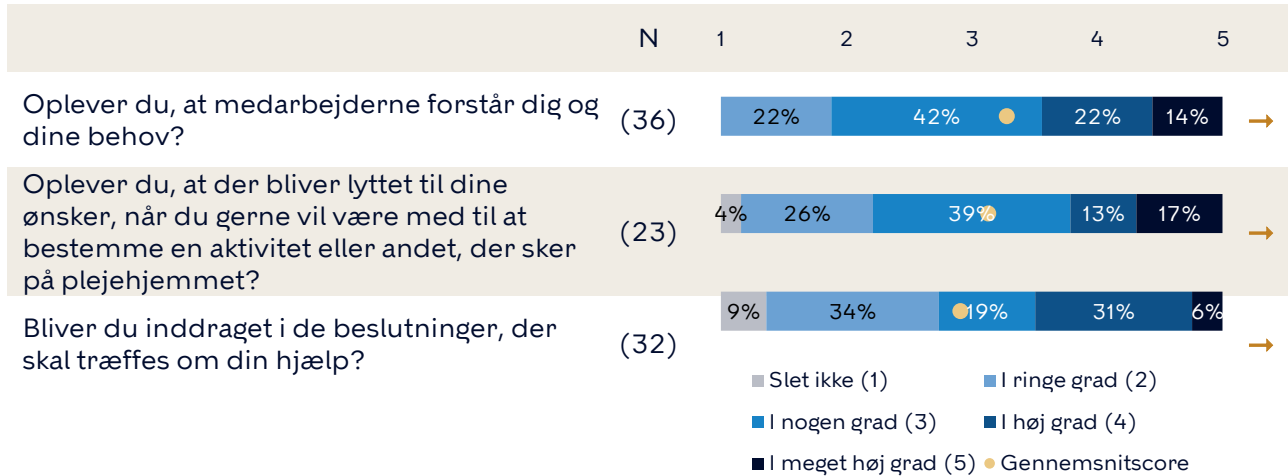 N 1 2 3 4 5
Oplever du, at medarbejderne forstår dig og
dine behov?
(36)
22% 42% 22% 14%
→
Oplever du, at der bliver lyttet til dine
ønsker, når du gerne vil være med til at
bestemme en aktivitet eller andet, der sker
på plejehjemmet?
(23)
4% 26% 39% 13% 17%
→
Bliver du inddraget i de beslutninger, der
skal træffes om din hjælp?
(32)
9% 34% 19% 31% 6%
→
Slet ikke (1) I ringe grad (2)
I nogen grad (3) I høj grad (4)
I meget høj grad (5) Gennemsnitscore